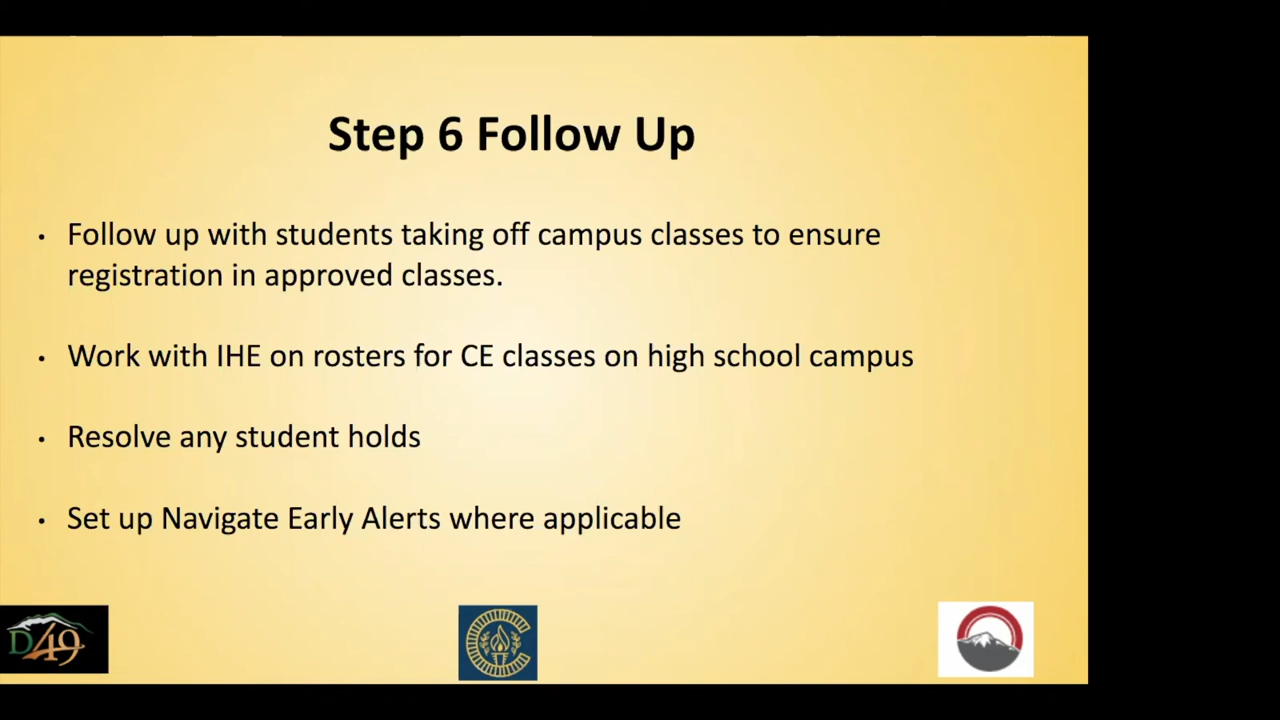 Step 6 Follow Up
• Follow up with students taking off campus classes to ensure
registration in approved classes.
• Work with IHE on rosters for CE classes on high school campus
• Resolve any student holds
• Set up Navigate Early Alerts where applicable
D49